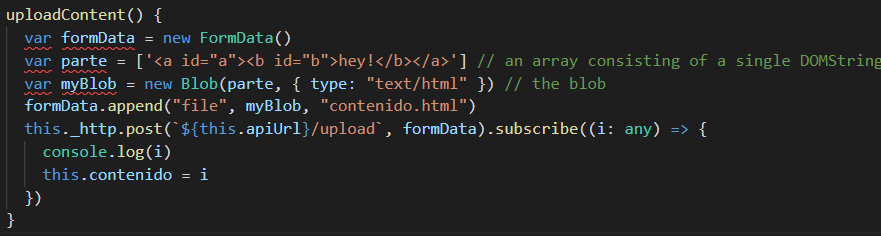 uploadContent() {
var formData = new FormData()
var parte = ['<a id="a"><b id="b">hey!</b></a>'] // an array consisting of a single DOMString
var myBlob = new Blob(parte, { type: "text/html" }) // the blob
formData.append("file", myBlob, "contenido.html")
this._http.post(`${this.apiUrl}/upload`, formData).subscribe((i: any) => {
console.log(i)
this.contenido = i
})
}